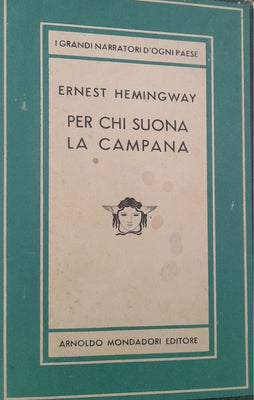 I GRANDI NARRATORI D'OGNI PAESE
ERNEST HEMINGWAY
PER CHI SUONA
LA CAMPANA
ARNOLDO MONDADORI EDITORE